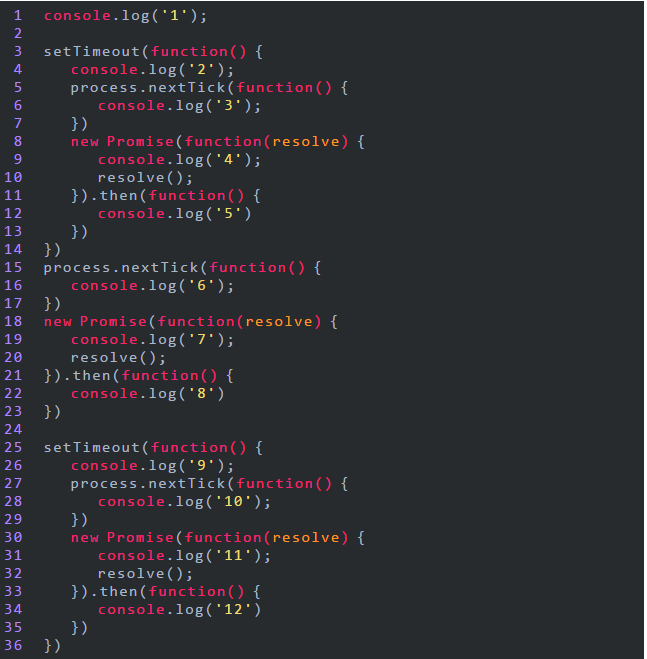 1 console.log('1');
2
3 setTimeout(function() {
4    console.log('2');
5    process.nextTick(function() {
6       console.log('3');
7    })
8    new Promise(function(resolve) {
9       console.log('4');
10       resolve();
11    }).then(function() {
12       console.log('5')
13    })
14 })
15 process.nextTick(function() {
16    console.log('6');
17 })
18 new Promise(function(resolve) {
19    console.log('7');
20    resolve();
21 }).then(function() {
22    console.log('8')
23 })
24
25 setTimeout(function() {
26    console.log('9');
27    process.nextTick(function() {
28       console.log('10');
29    })
30    new Promise(function(resolve) {
31       console.log('11');
32       resolve();
33    }).then(function() {
34       console.log('12')
35    })
36 })